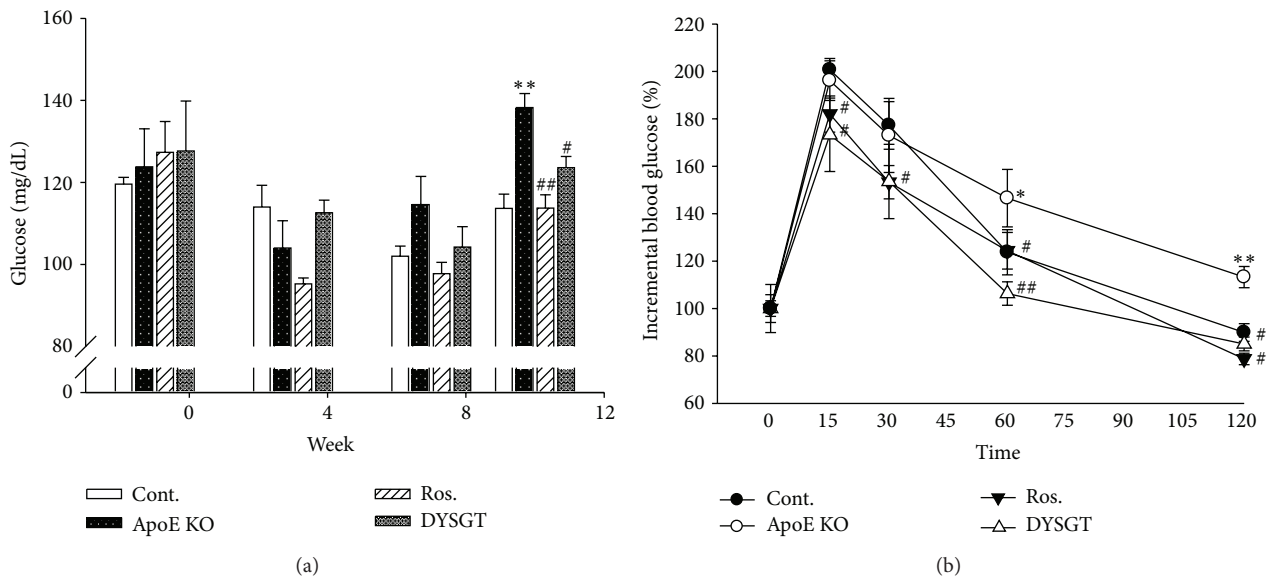 160
140
120
100
80
0
Glucose (mg/dL)
**
##
#
0 4 8 12
Week
Cont.
ApoE KO
Ros.
DYSGT
(a)
220
200
180
160
140
120
100
80
60
Incremental blood glucose (%)
#
#
#
*
#
##
**
#
#
0 15 30 45 60 75 90 105 120
Time
Cont.
ApoE KO
Ros.
DYSGT
(b)